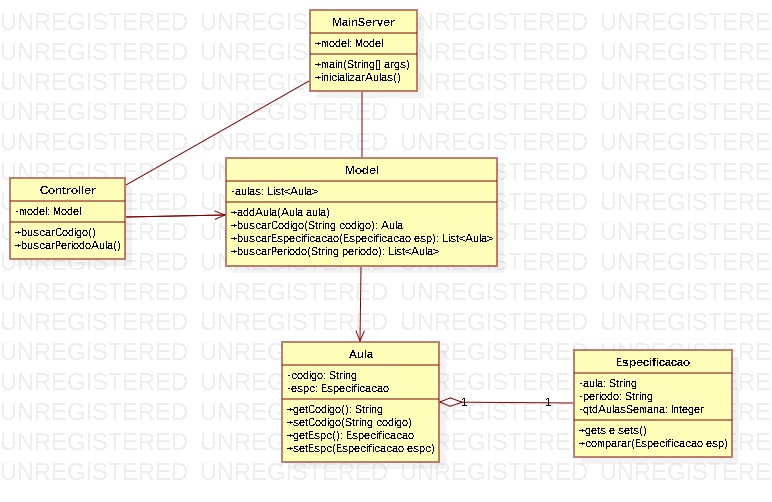 MainServer
+model: Model
+main(String[] args)
+inicializarAulas()
Controller
-model: Model
+buscarCodigo()
+buscarPeriodoAula()
Model
-aulas: List<Aula>
+addAula(Aula aula)
+buscarCodigo(String codigo): Aula
+buscarEspecificacao(Especificacao esp): List<Aula>
+buscarPeriodo(String periodo): List<Aula>
Aula
-codigo: String
-espc: Especificacao
+getCodigo(): String
+setCodigo(String codigo)
+getEspc(): Especificacao
+setEspc(Especificacao espc)
1 1
Especificacao
-aula: String
-periodo: String
-qtdAulasSemana: Integer
+gets e sets()
+comparar(Especificacao esp)
UNREGISTERED UNREGISTERED UNREGISTERED UNREGISTERED